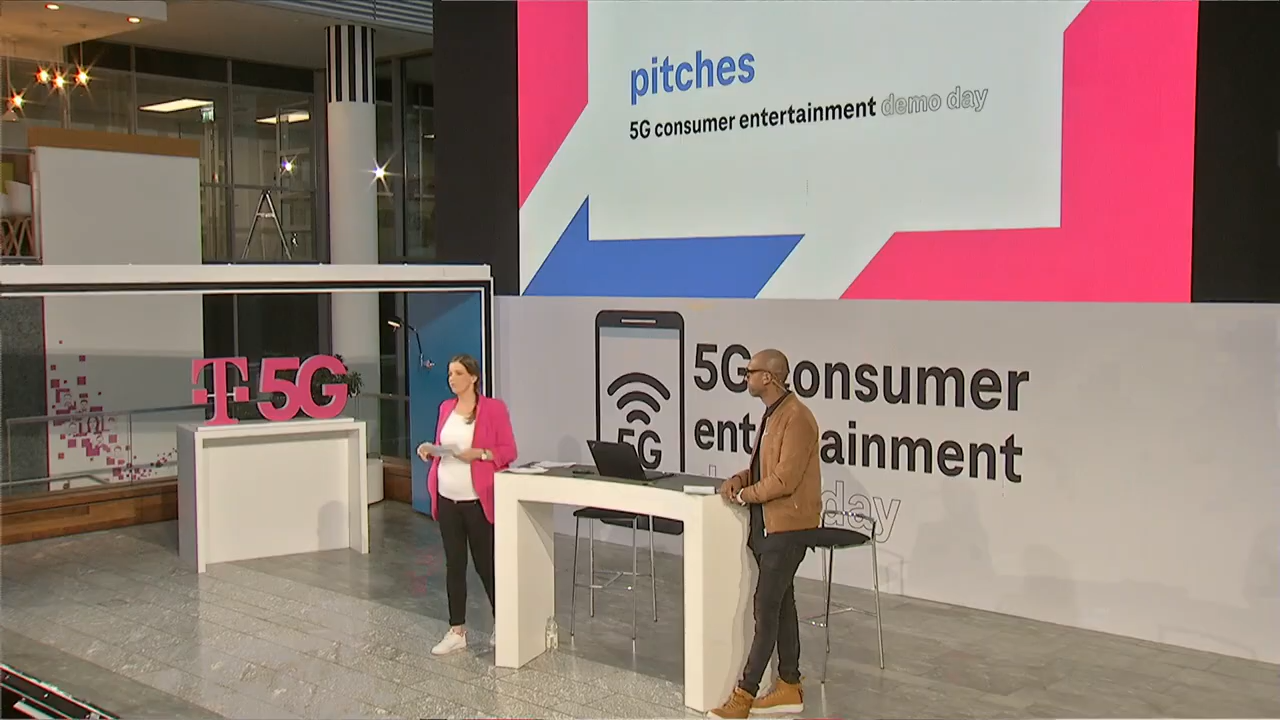 pitches
5G consumer entertainment demo day
T 5G
5G consumer
entertainment
day
5G